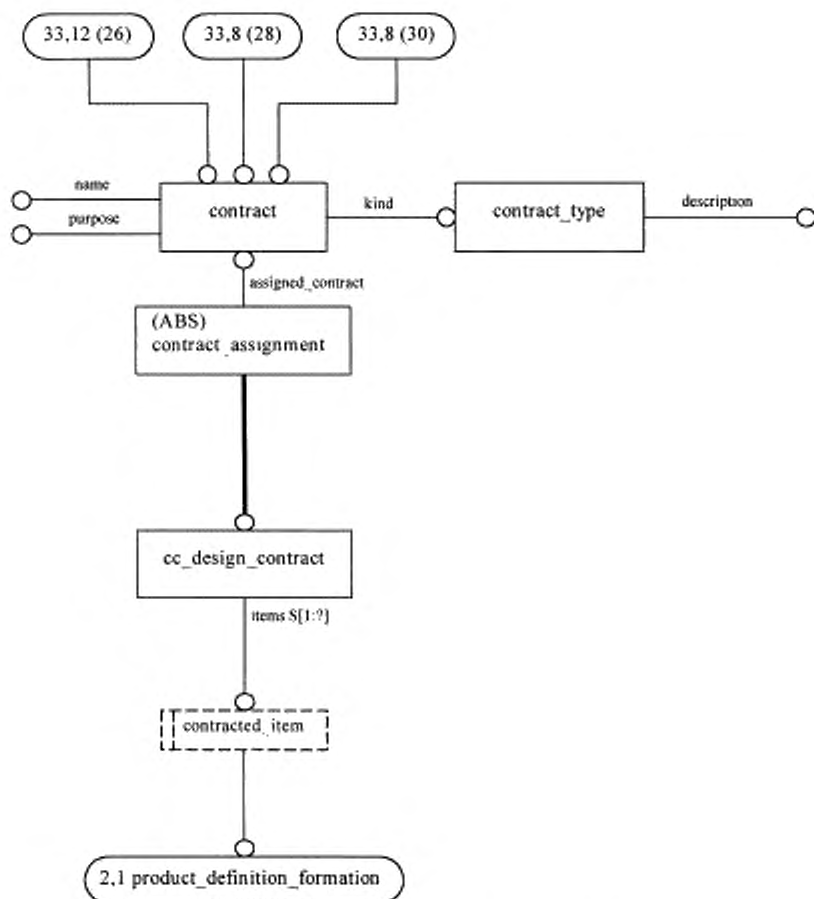 33,12 (26)
33,8 (28)
33,8 (30)
name
purpose
contract
kind
contract_type
description
assigned_contract
(ABS)
contract_assignment
cc_design_contract
items S[1:?]
contracted_item
2,1 product_definition_formation